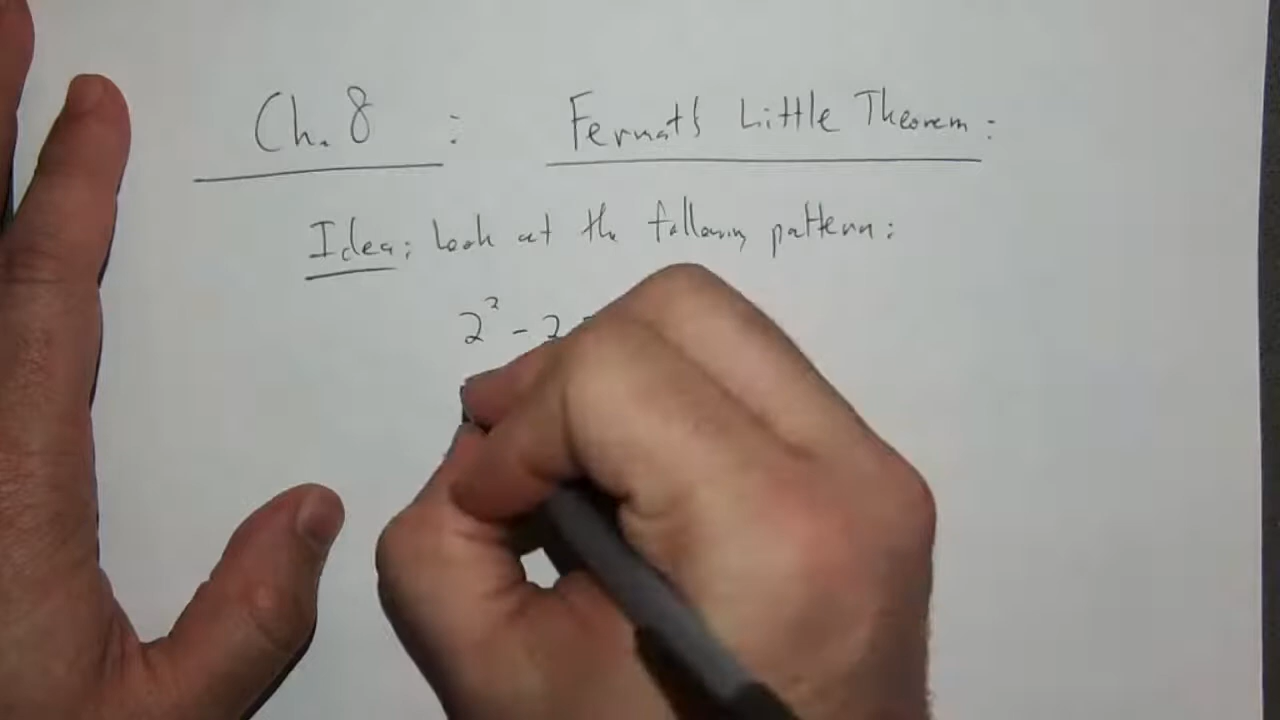 Ch. 8 : Fermat's Little Theorem :
Idea : Look at the following pattern :
2² - 2